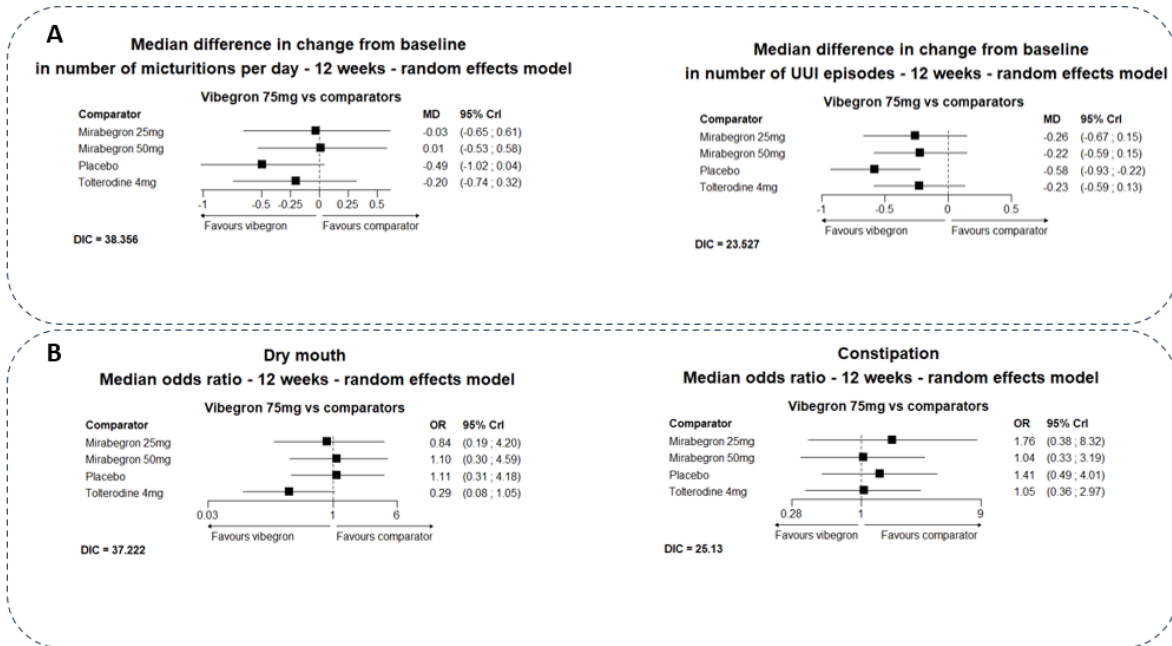 A
Median difference in change from baseline
in number of micturitions per day - 12 weeks - random effects model
Vibegron 75mg vs comparators
Comparator MD 95% CrI
Mirabegron 25mg -0.03 (-0.65 ; 0.61)
Mirabegron 50mg 0.01 (-0.53 ; 0.58)
Placebo -0.49 (-1.02 ; 0.04)
Tolterodine 4mg -0.20 (-0.74 ; 0.32)
-1 -0.5 -0.25 0 0.25 0.5
Favours vibegron Favours comparator
DIC = 38.356
Median difference in change from baseline
in number of UUI episodes - 12 weeks - random effects model
Vibegron 75mg vs comparators
Comparator MD 95% CrI
Mirabegron 25mg -0.26 (-0.67 ; 0.15)
Mirabegron 50mg -0.22 (-0.59 ; 0.15)
Placebo -0.58 (-0.93 ; -0.22)
Tolterodine 4mg -0.23 (-0.59 ; 0.13)
-1 -0.5 0 0.5
Favours vibegron Favours comparator
DIC = 23.527
B
Dry mouth
Median odds ratio - 12 weeks - random effects model
Vibegron 75mg vs comparators
Comparator OR 95% CrI
Mirabegron 25mg 0.84 (0.19 ; 4.20)
Mirabegron 50mg 1.10 (0.30 ; 4.59)
Placebo 1.11 (0.31 ; 4.18)
Tolterodine 4mg 0.29 (0.08 ; 1.05)
0.03 1 6
Favours vibegron Favours comparator
DIC = 37.222
Constipation
Median odds ratio - 12 weeks - random effects model
Vibegron 75mg vs comparators
Comparator OR 95% CrI
Mirabegron 25mg 1.76 (0.38 ; 8.32)
Mirabegron 50mg 1.04 (0.33 ; 3.19)
Placebo 1.41 (0.49 ; 4.01)
Tolterodine 4mg 1.05 (0.36 ; 2.97)
0.28 1 9
Favours vibegron Favours comparator
DIC = 25.13